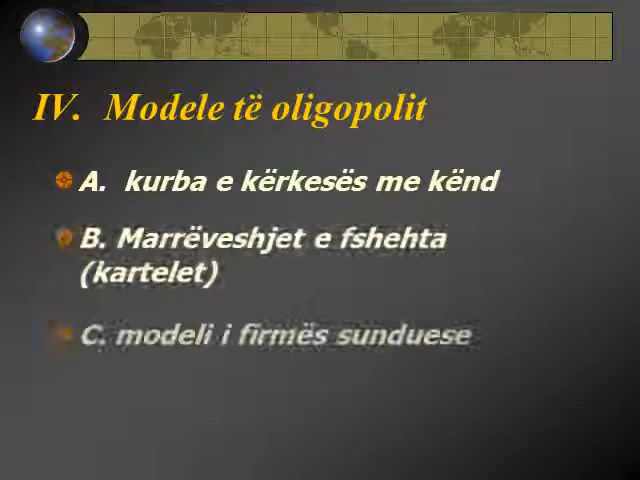 IV. Modele të oligopolit
A. kurba e kërkesës me kënd
B. Marrëveshjet e fshehta
(kartelet)
C. modeli i firmës sunduese